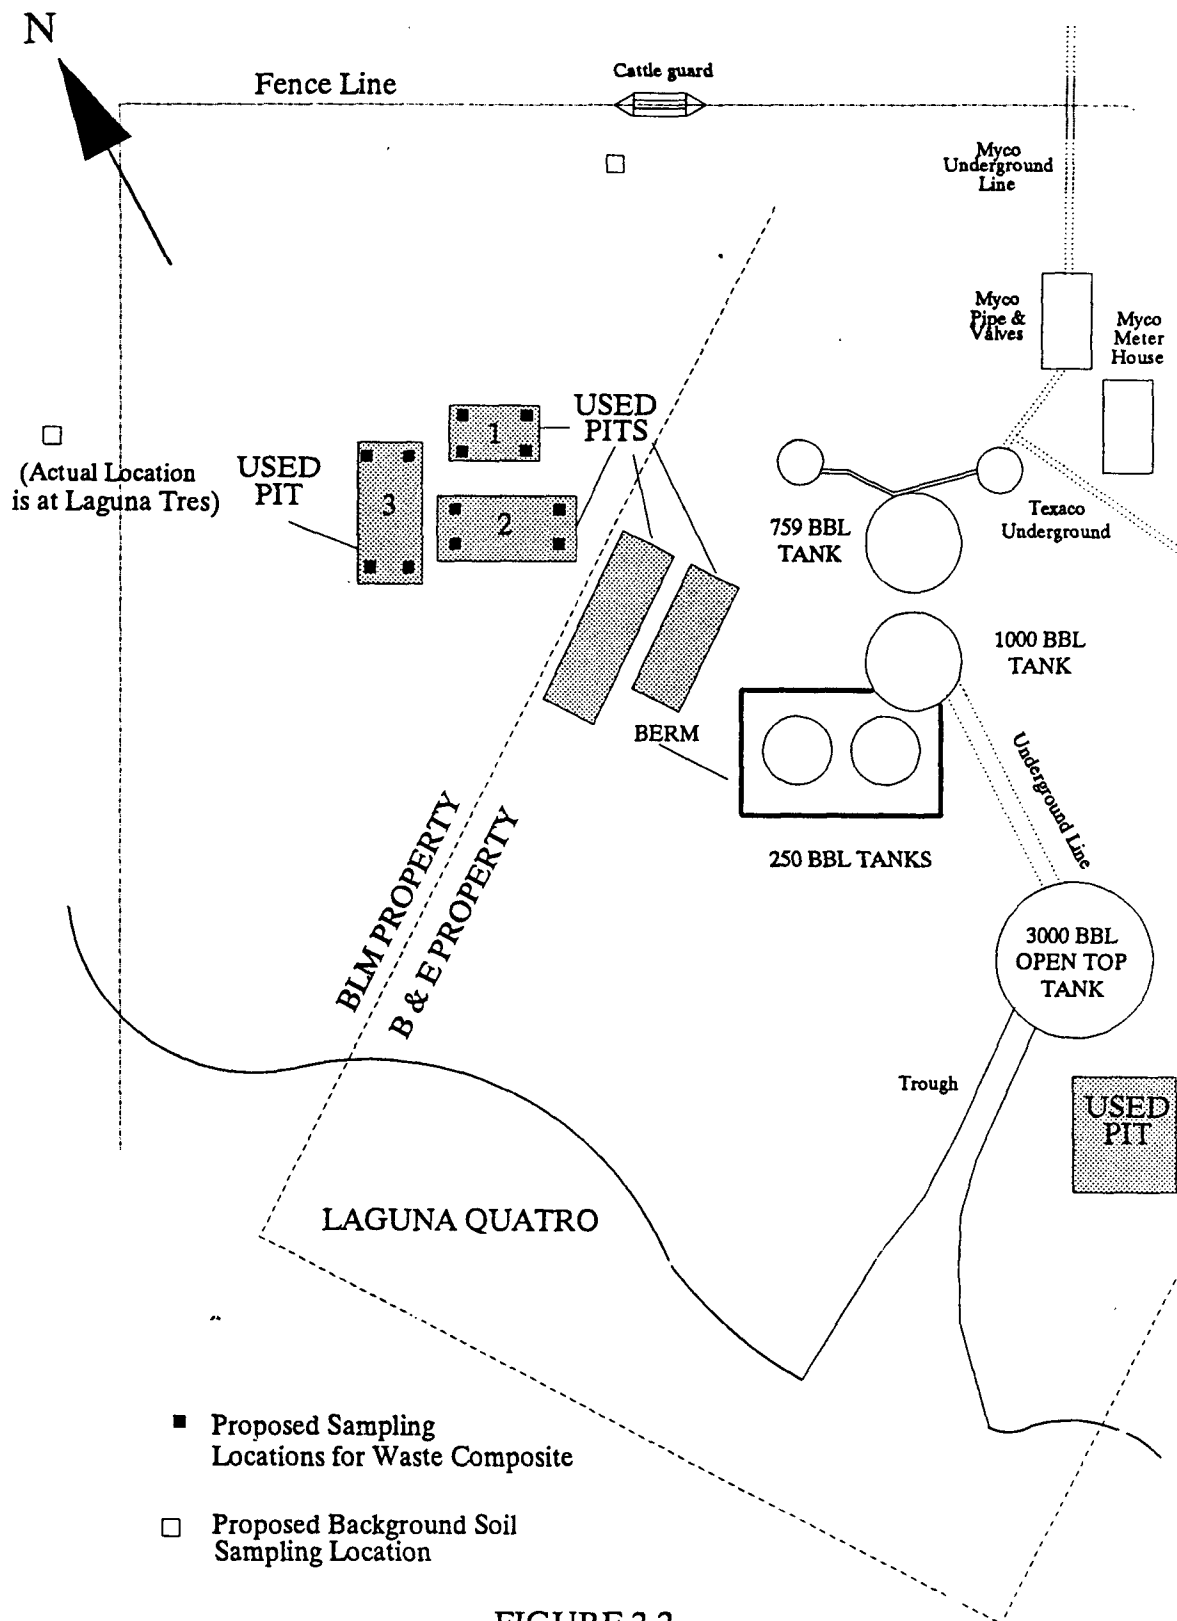 N
Fence Line
Cattle guard
Myco
Underground
Line
Myco
Pipe &
Valves
Myco
Meter
House
USED
PITS
1
(Actual Location
is at Laguna Tres)
USED
PIT
3
2
759 BBL
TANK
Texaco
Underground
1000 BBL
TANK
BERM
Underground Line
250 BBL TANKS
BLM PROPERTY
B & E PROPERTY
3000 BBL
OPEN TOP
TANK
Trough
USED
PIT
LAGUNA QUATRO
Proposed Sampling
Locations for Waste Composite
Proposed Background Soil
Sampling Location
FIGURE 2.2